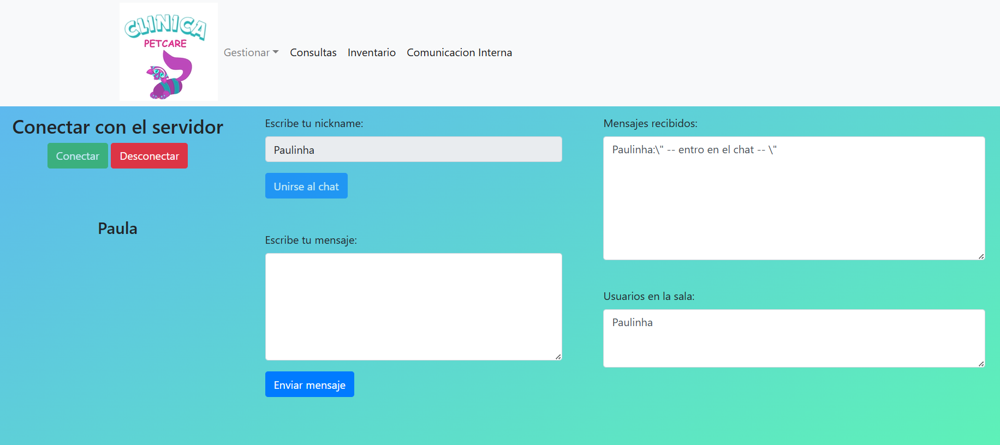 CLINICA
PETCARE
Gestionar
Consultas
Inventario
Comunicacion Interna
Conectar con el servidor
Conectar
Desconectar
Paula
Escribe tu nickname:
Paulinha
Unirse al chat
Escribe tu mensaje:
Enviar mensaje
Mensajes recibidos:
Paulinha:\" -- entro en el chat -- \"
Usuarios en la sala:
Paulinha